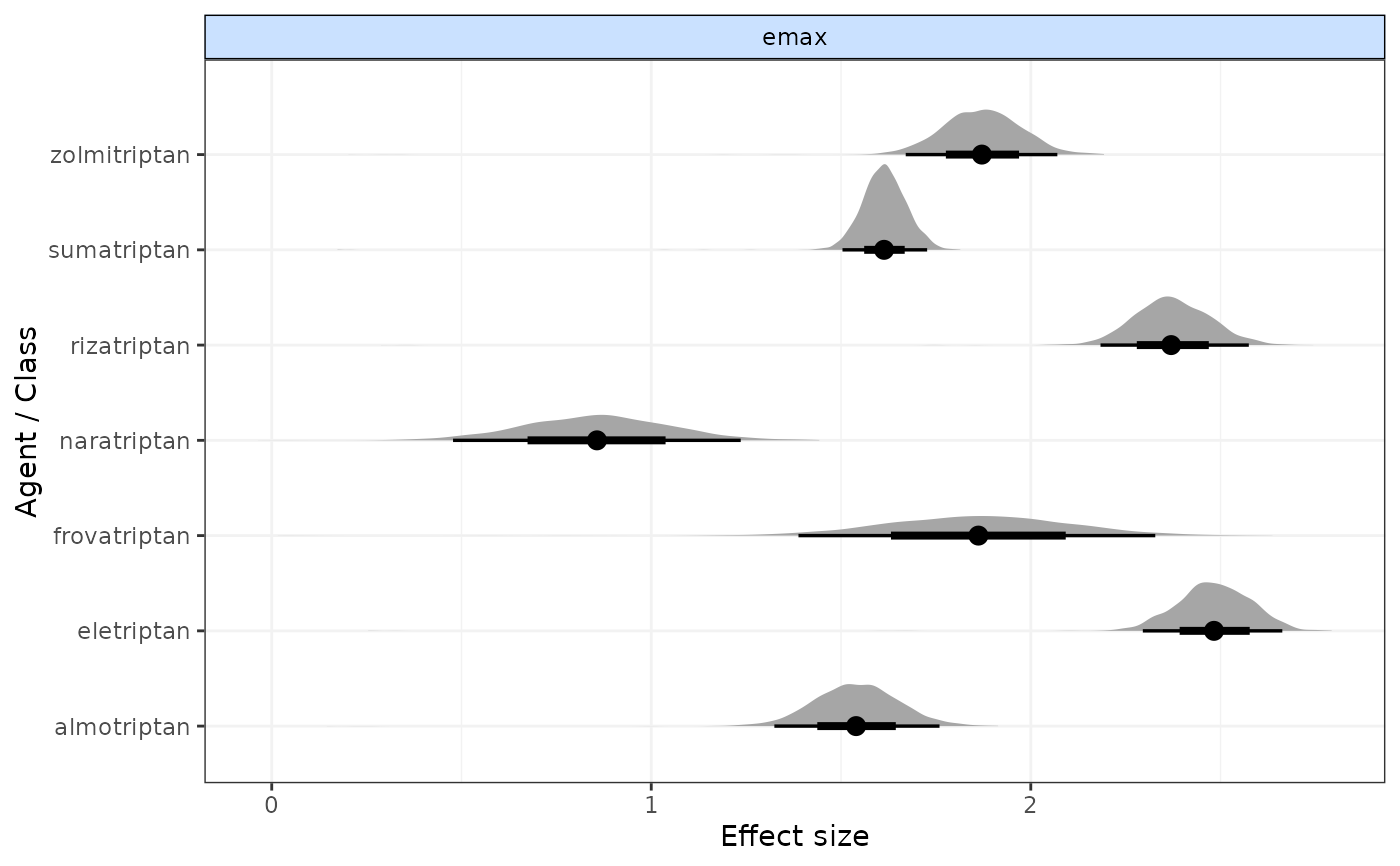 emax
zolmitriptan
sumatriptan
rizatriptan
naratriptan
frovatriptan
eletriptan
almotriptan
Agent / Class
0 1 2
Effect size